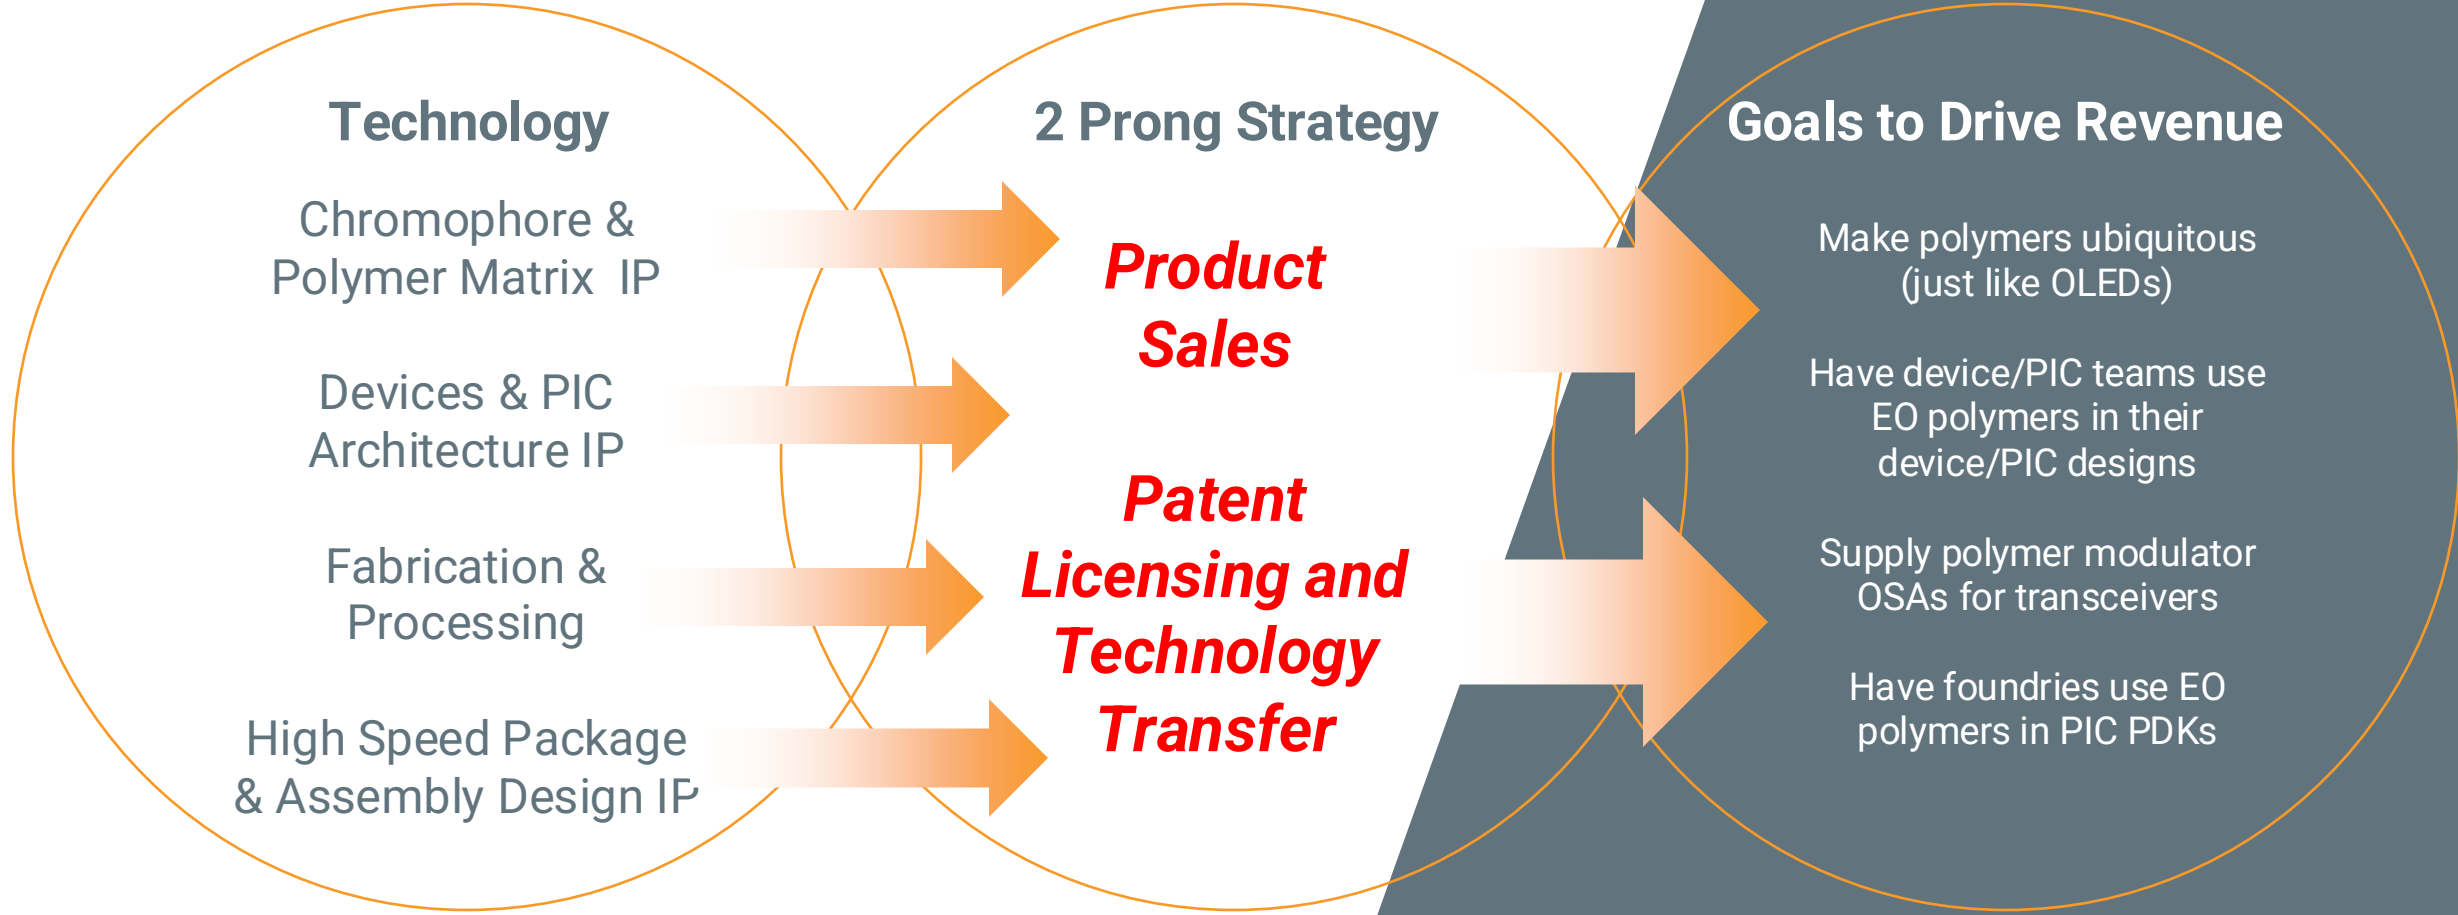 Technology
Chromophore &
Polymer Matrix IP
Devices & PIC
Architecture IP
Fabrication &
Processing
High Speed Package
& Assembly Design IP
2 Prong Strategy
Product
Sales
Patent
Licensing and
Technology
Transfer
Goals to Drive Revenue
Make polymers ubiquitous
(just like OLEDs)
Have device/PIC teams use
EO polymers in their
device/PIC designs
Supply polymer modulator
OSAs for transceivers
Have foundries use EO
polymers in PIC PDKs